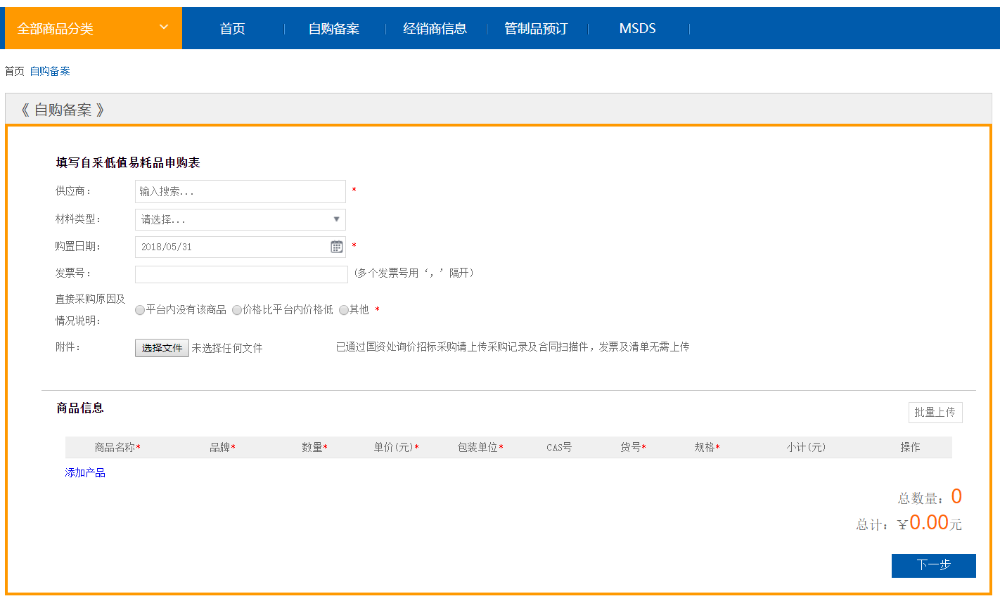 全部商品分类 首页 自购备案 经销商信息 管制品预订 MSDS
首页 自购备案
《 自购备案 》
填写自采低值易耗品申购表
供应商： 输入搜索... *
材料类型： 请选择...
购置日期： 2018/05/31 *
发票号： (多个发票号用‘，’隔开)
直接采购原因及
情况说明： 平台内没有该商品 价格比平台内价格低 其他 *
附件： 选择文件 未选择任何文件 已通过国资处询价招标采购请上传采购记录及合同扫描件，发票及清单无需上传
商品信息 批量上传
商品名称* 品牌* 数量* 单价(元)* 包装单位* CAS号 货号* 规格* 小计(元) 操作
添加产品
总数量：0
总计：￥0.00元
下一步